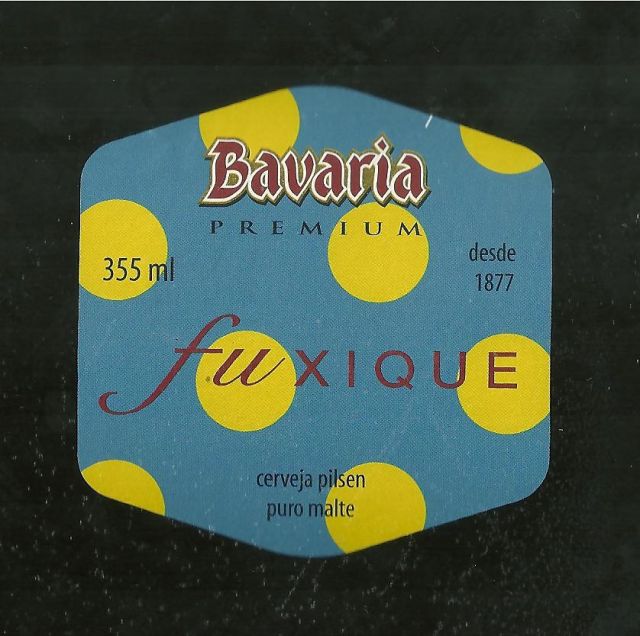 Bavaria
PREMIUM
355 ml
desde
1877
fuXIQUE
cerveja pilsen
puro malte